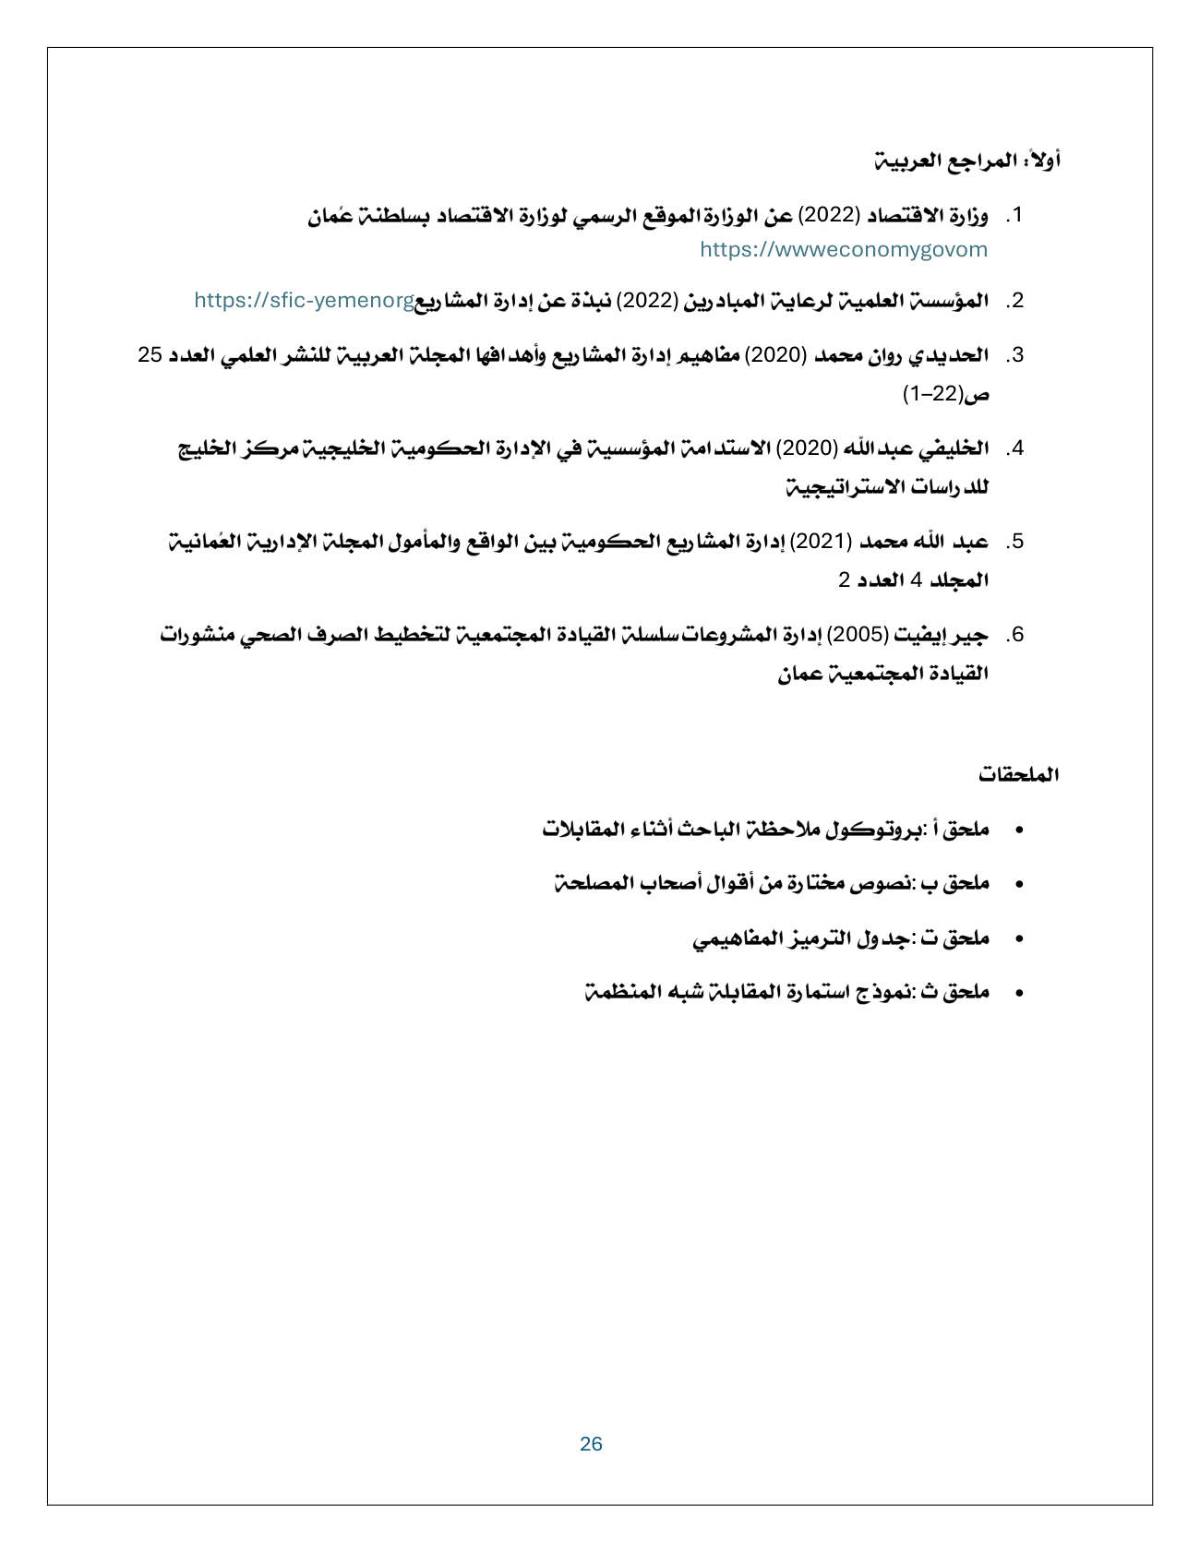 أولاً: المراجع العربية
1. وزارة الاقتصاد (2022) عن الوزارة الموقع الرسمي لوزارة الاقتصاد بسلطنة عُمان
https://wwweconomygovom
2. المؤسسة العلمية لرعاية المبادرين (2022) نبذة عن إدارة المشاريع https://sfic-yemenorg
3. الحديدي روان محمد (2020) مفاهيم إدارة المشاريع وأهدافها المجلة العربية للنشر العلمي العدد 25
ص(1–22)
4. الخليفي عبدالله (2020) الاستدامة المؤسسية في الإدارة الحكومية الخليجية مركز الخليج
للدراسات الاستراتيجية
5. عبد الله محمد (2021) إدارة المشاريع الحكومية بين الواقع والمأمول المجلة الإدارية العُمانية
المجلد 4 العدد 2
6. جير إيفيت (2005) إدارة المشروعات سلسلة القيادة المجتمعية لتخطيط الصرف الصحي منشورات
القيادة المجتمعية عمان
الملحقات
• ملحق أ :بروتوكول ملاحظة الباحث أثناء المقابلات
• ملحق ب :نصوص مختارة من أقوال أصحاب المصلحة
• ملحق ت :جدول الترميز المفاهيمي
• ملحق ث :نموذج استمارة المقابلة شبه المنظمة
26